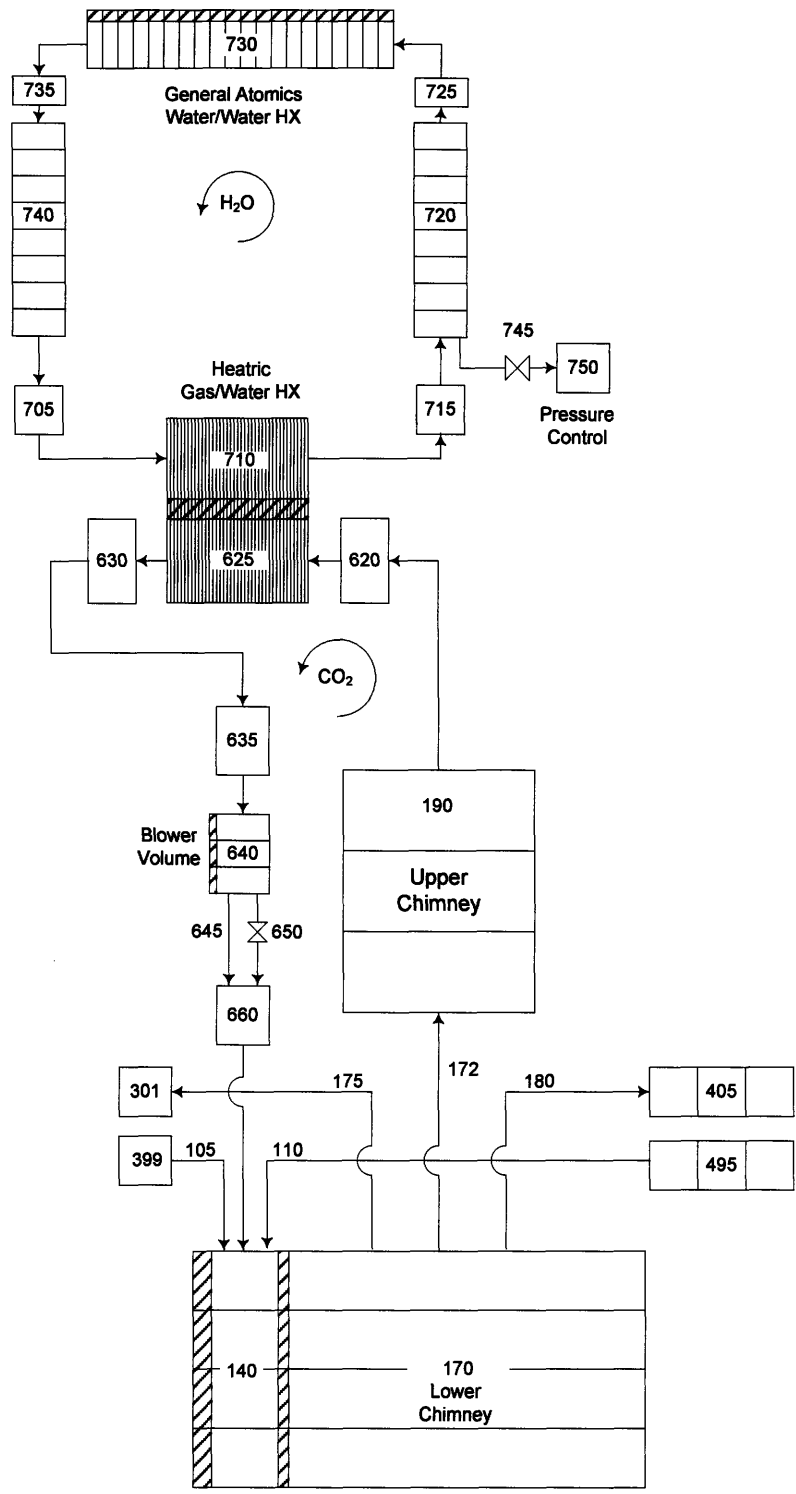 730
735
725
General Atomics
Water/Water HX
740
H₂O
720
745
750
Heatric
Gas/Water HX
705
715
Pressure
Control
710
630
625
620
CO₂
635
190
Blower
Volume
640
Upper
Chimney
645
650
660
172
301
175
180
405
399
105
110
495
140
170
Lower
Chimney